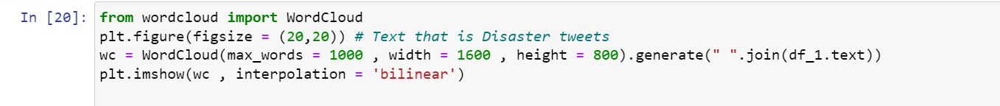 In [20]: from wordcloud import WordCloud
plt.figure(figsize = (20,20)) # Text that is Disaster tweets
wc = WordCloud(max_words = 1000 , width = 1600 , height = 800).generate(" ".join(df_1.text))
plt.imshow(wc , interpolation = 'bilinear')